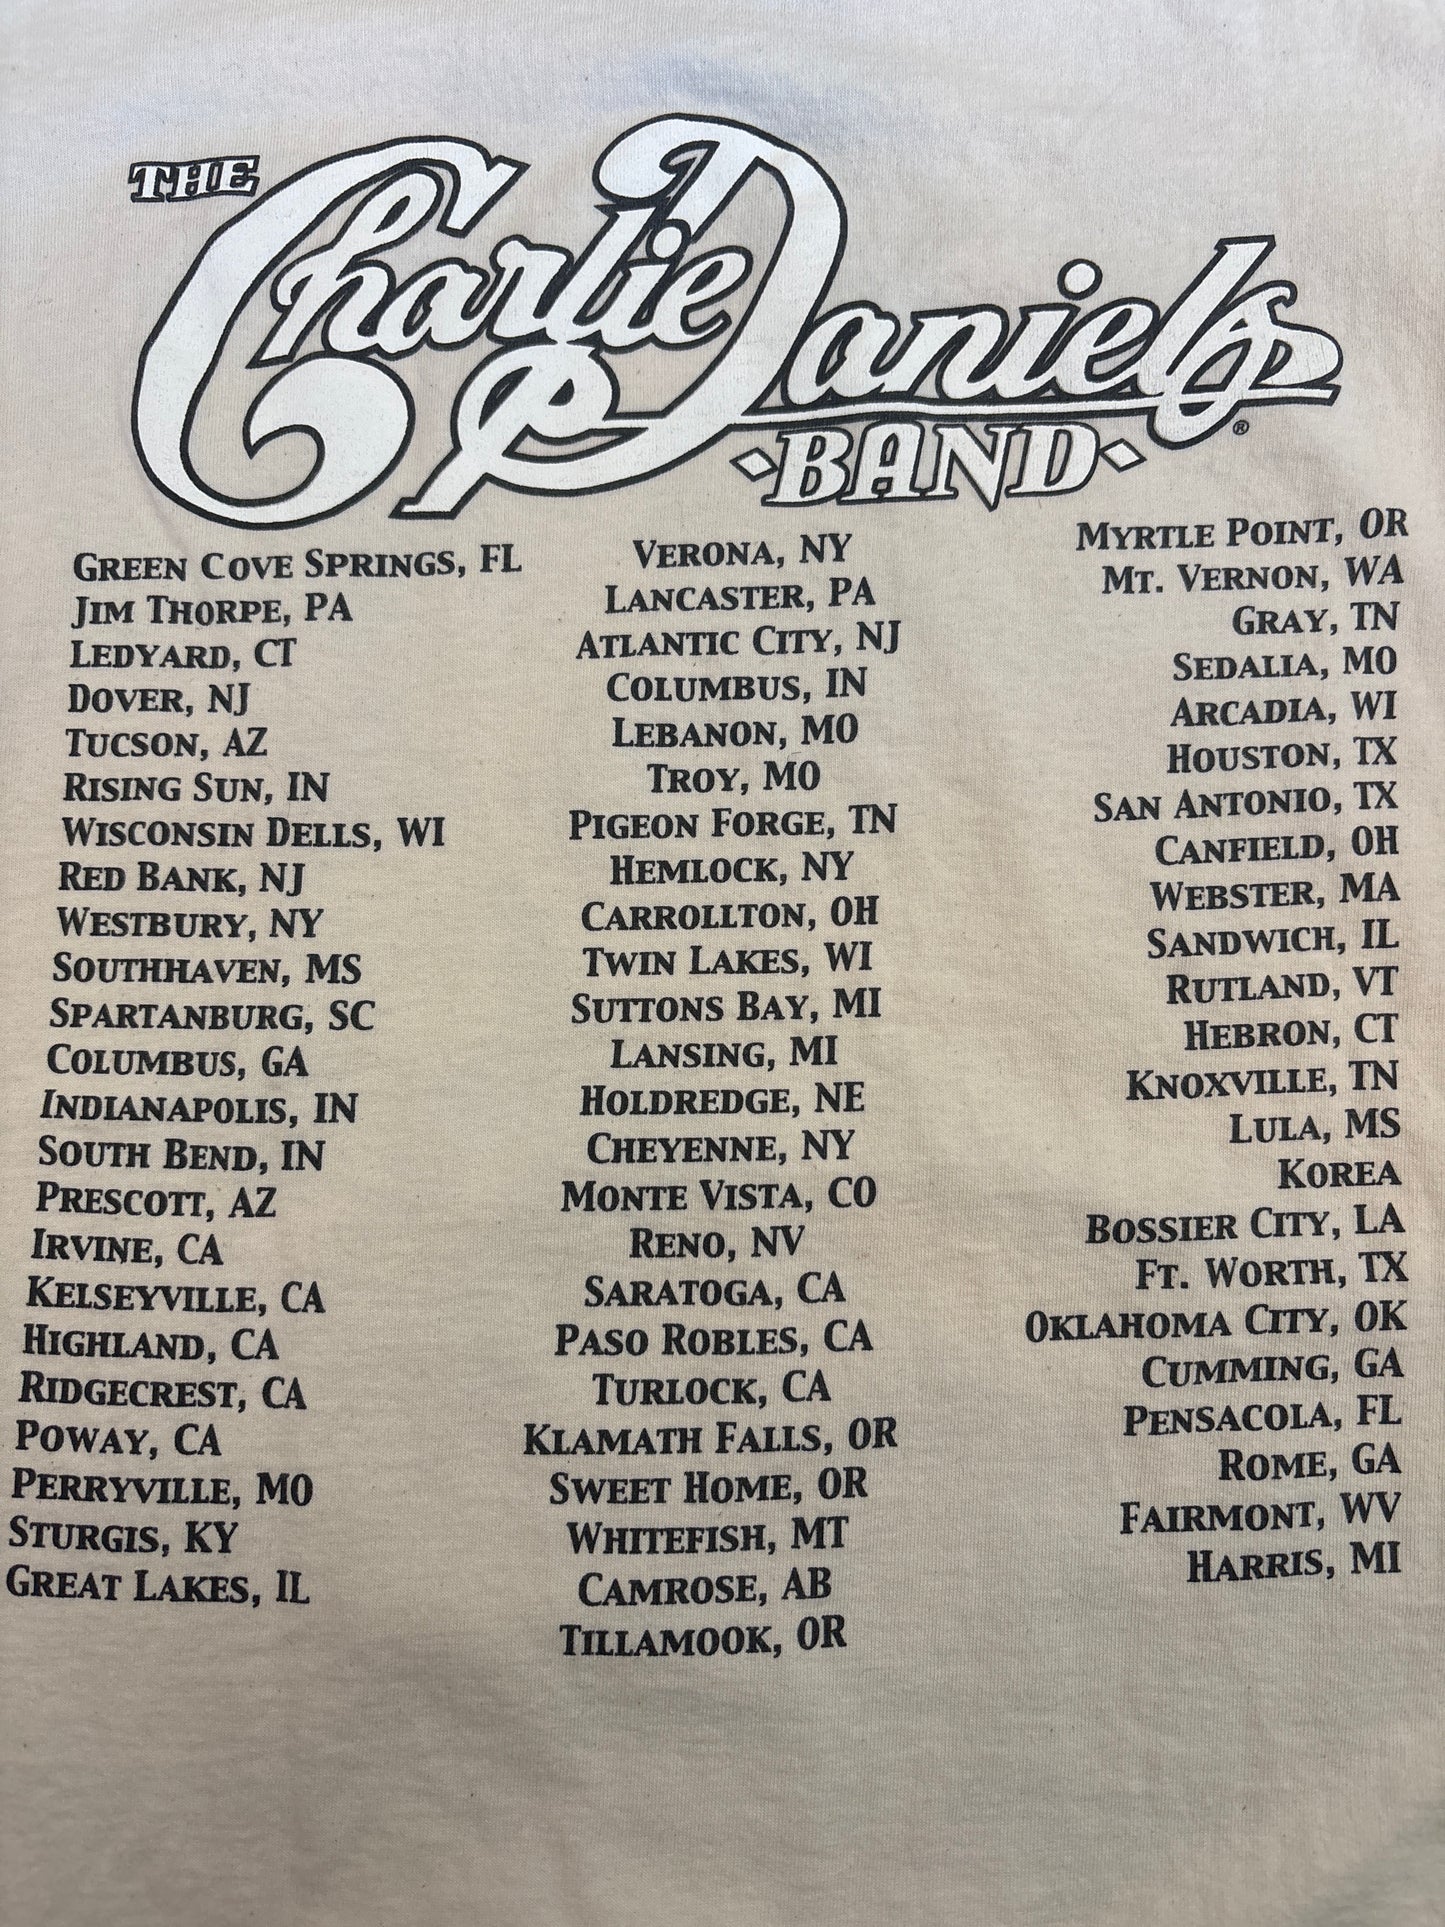 THE
Charlie Daniels
BAND
®
GREEN COVE SPRINGS, FL
JIM THORPE, PA
LEDYARD, CT
DOVER, NJ
TUCSON, AZ
RISING SUN, IN
WISCONSIN DELLS, WI
RED BANK, NJ
WESTBURY, NY
SOUTHHAVEN, MS
SPARTANBURG, SC
COLUMBUS, GA
INDIANAPOLIS, IN
SOUTH BEND, IN
PRESCOTT, AZ
IRVINE, CA
KELSEYVILLE, CA
HIGHLAND, CA
RIDGECREST, CA
POWAY, CA
PERRYVILLE, MO
STURGIS, KY
GREAT LAKES, IL
VERONA, NY
LANCASTER, PA
ATLANTIC CITY, NJ
COLUMBUS, IN
LEBANON, MO
TROY, MO
PIGEON FORGE, TN
HEMLOCK, NY
CARROLLTON, OH
TWIN LAKES, WI
SUTTONS BAY, MI
LANSING, MI
HOLDREDGE, NE
CHEYENNE, NY
MONTE VISTA, CO
RENO, NV
SARATOGA, CA
PASO ROBLES, CA
TURLOCK, CA
KLAMATH FALLS, OR
SWEET HOME, OR
WHITEFISH, MT
CAMROSE, AB
TILLAMOOK, OR
MYRTLE POINT, OR
MT. VERNON, WA
GRAY, TN
SEDALIA, MO
ARCADIA, WI
HOUSTON, TX
SAN ANTONIO, TX
CANFIELD, OH
WEBSTER, MA
SANDWICH, IL
RUTLAND, VT
HEBRON, CT
KNOXVILLE, TN
LULA, MS
KOREA
BOSSIER CITY, LA
FT. WORTH, TX
OKLAHOMA CITY, OK
CUMMING, GA
PENSACOLA, FL
ROME, GA
FAIRMONT, WV
HARRIS, MI